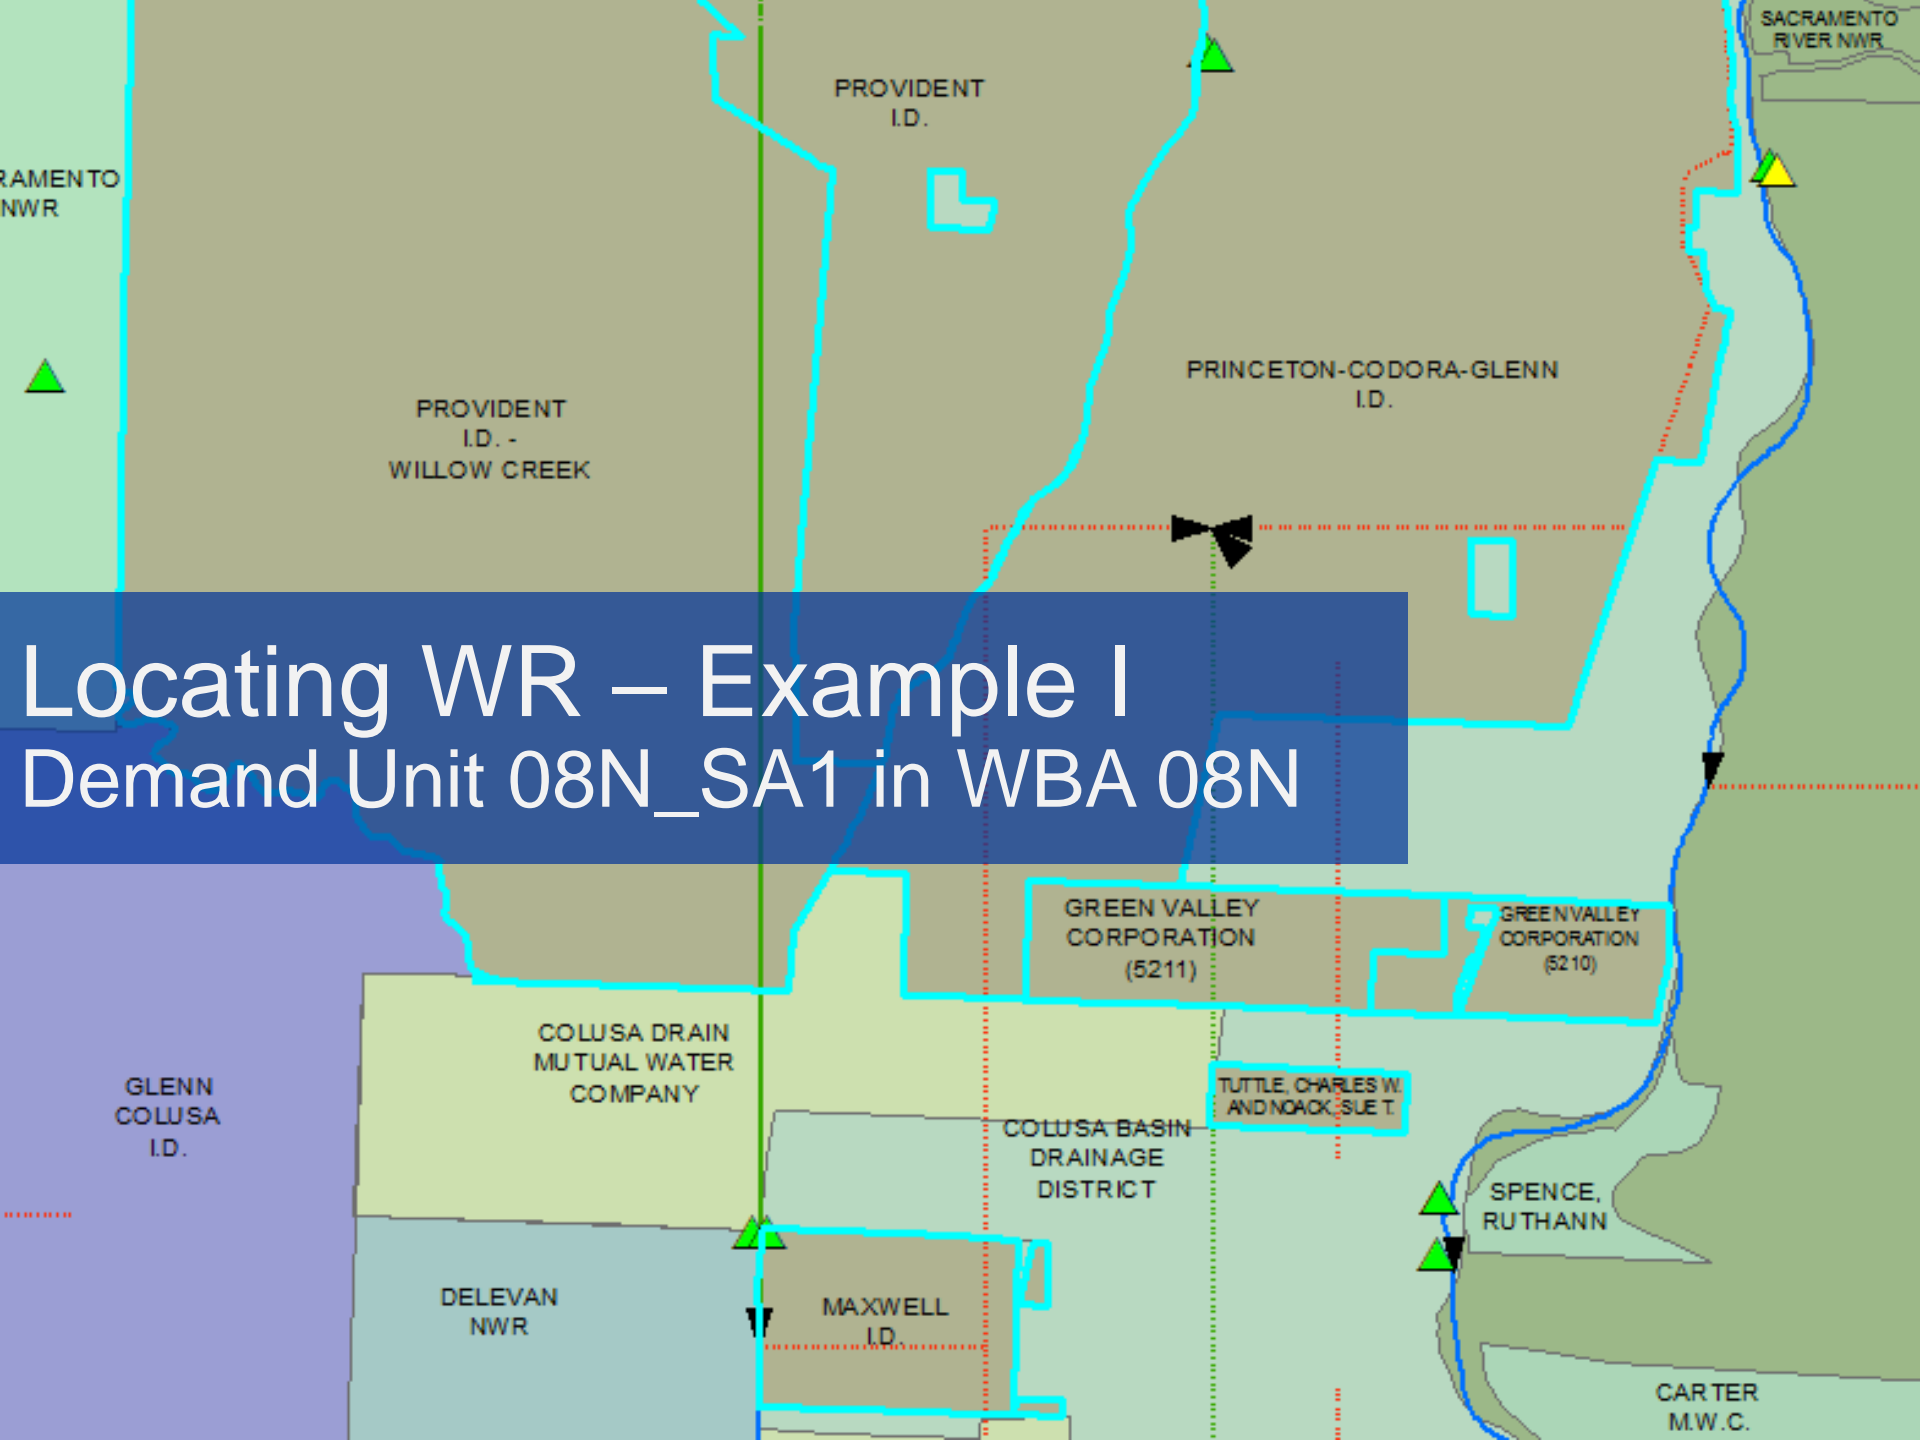 SACRAMENTO
RIVER NWR
PROVIDENT
I.D.
RAMENTO
NWR
PRINCETON-CODORA-GLENN
I.D.
PROVIDENT
I.D. -
WILLOW CREEK
Locating WR – Example I
Demand Unit 08N_SA1 in WBA 08N
GREEN VALLEY
CORPORATION
(5211)
GREEN VALLEY
CORPORATION
(5210)
COLUSA DRAIN
MUTUAL WATER
COMPANY
GLENN
COLUSA
I.D.
TUTTLE, CHARLES W.
AND NOACK, SUE T.
COLUSA BASIN
DRAINAGE
DISTRICT
SPENCE,
RUTHANN
DELEVAN
NWR
MAXWELL
I.D.
CARTER
M.W.C.